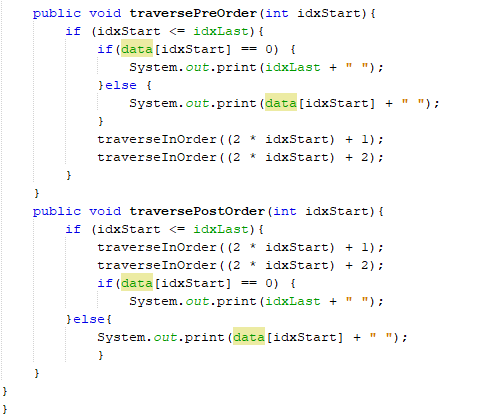 public void traversePreOrder(int idxStart){
if (idxStart <= idxLast){
if(data[idxStart] == 0) {
System.out.print(idxLast + " ");
}else {
System.out.print(data[idxStart] + " ");
}
traverseInOrder((2 * idxStart) + 1);
traverseInOrder((2 * idxStart) + 2);
}
}
public void traversePostOrder(int idxStart){
if (idxStart <= idxLast){
traverseInOrder((2 * idxStart) + 1);
traverseInOrder((2 * idxStart) + 2);
if(data[idxStart] == 0) {
System.out.print(idxLast + " ");
}else{
System.out.print(data[idxStart] + " ");
}
}
}
}